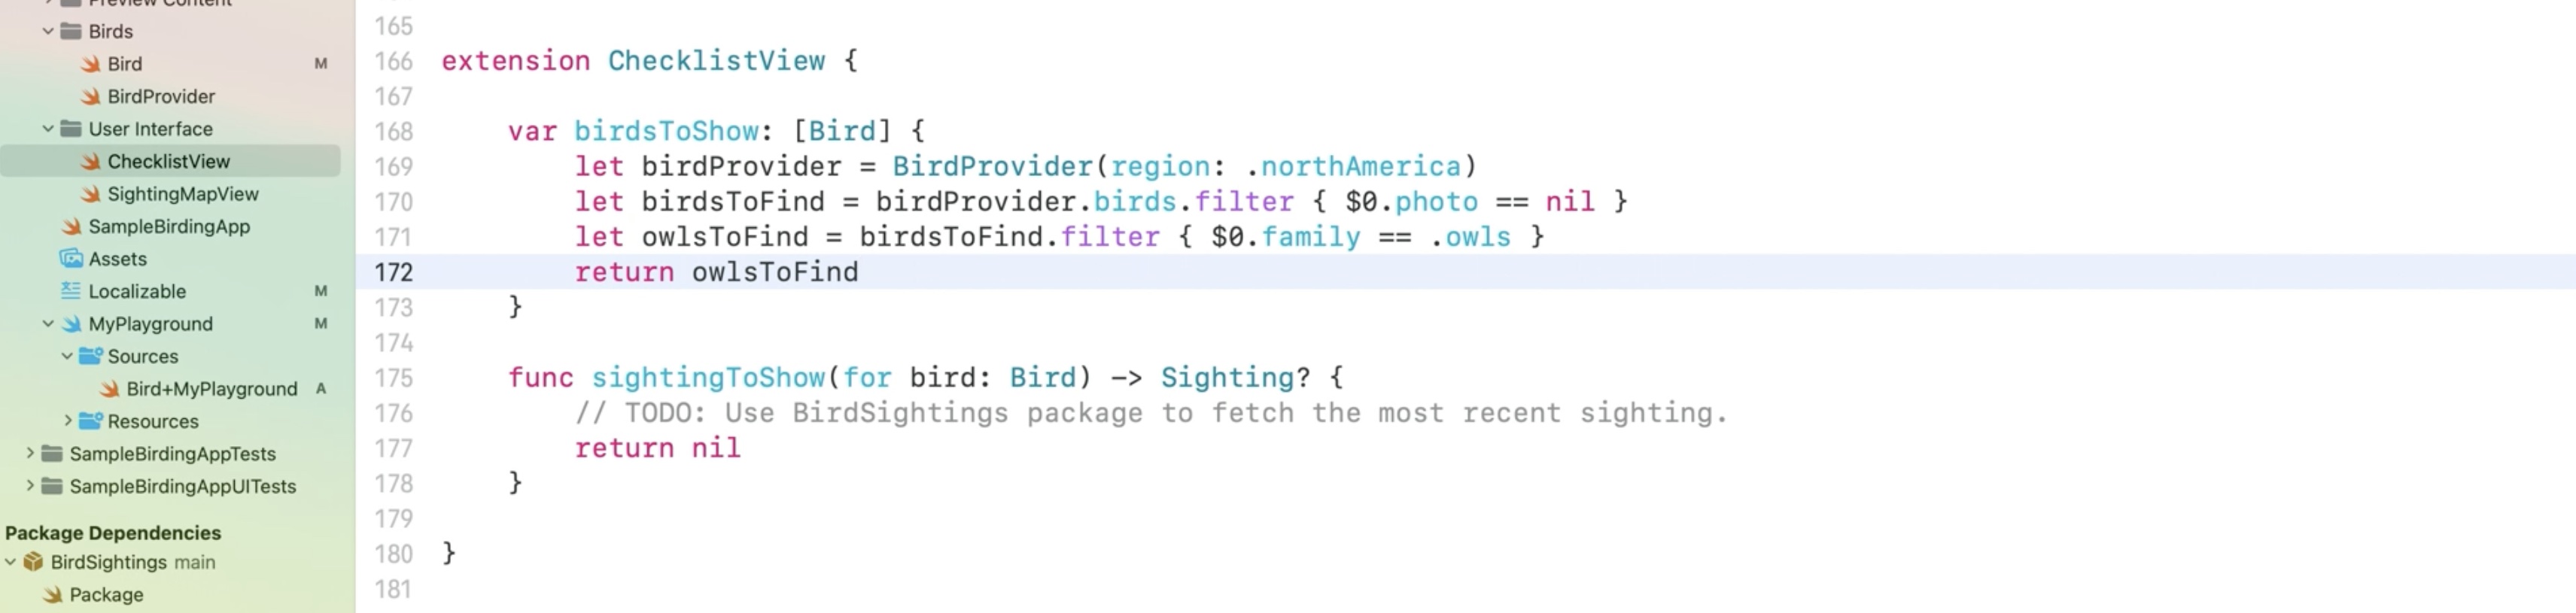 Preview Content
Birds
Bird M
BirdProvider
User Interface
ChecklistView
SightingMapView
SampleBirdingApp
Assets
Localizable M
MyPlayground M
Sources
Bird+MyPlayground A
Resources
SampleBirdingAppTests
SampleBirdingAppUITests
Package Dependencies
BirdSightings main
Package
165
166 extension ChecklistView {
167
168 var birdsToShow: [Bird] {
169 let birdProvider = BirdProvider(region: .northAmerica)
170 let birdsToFind = birdProvider.birds.filter { $0.photo == nil }
171 let owlsToFind = birdsToFind.filter { $0.family == .owls }
172 return owlsToFind
173 }
174
175 func sightingToShow(for bird: Bird) -> Sighting? {
176 // TODO: Use BirdSightings package to fetch the most recent sighting.
177 return nil
178 }
179
180 }
181